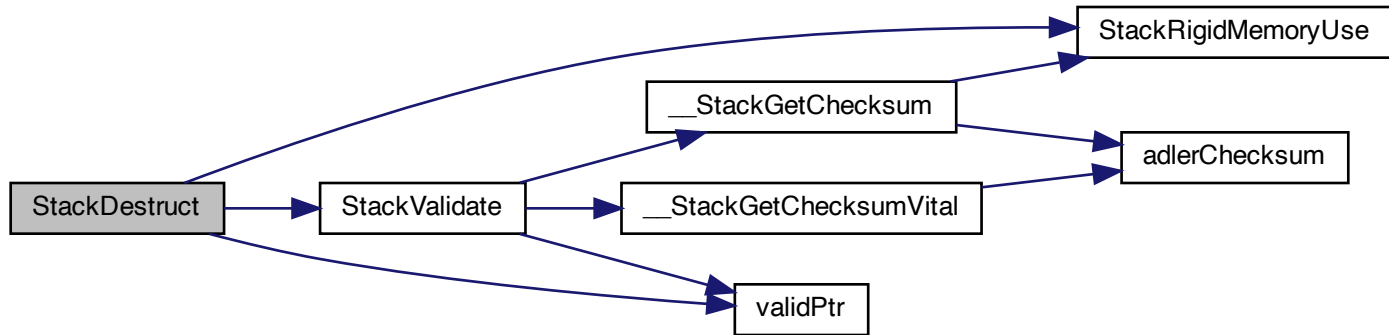 StackRigidMemoryUse
__StackGetChecksum
adlerChecksum
StackDestruct
StackValidate
__StackGetChecksumVital
validPtr